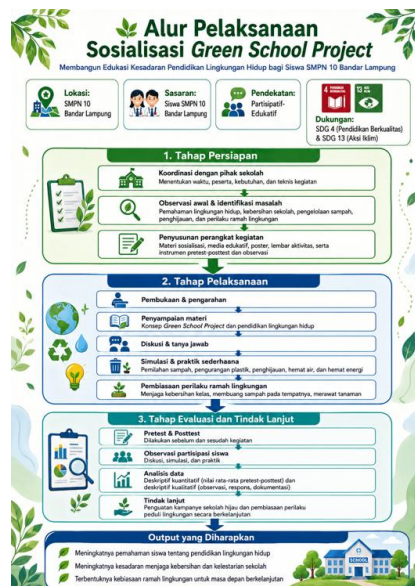 Alur Pelaksanaan
Sosialisasi Green School Project
Membangun Edukasi Kesadaran Pendidikan Lingkungan Hidup bagi Siswa SMPN 10 Bandar Lampung
Lokasi:
SMPN 10
Bandar Lampung
Sasaran:
Siswa SMPN 10
Bandar Lampung
Pendekatan:
Partisipatif-
Edukatif
4
13
Dukungan:
SDG 4 (Pendidikan Berkualitas)
& SDG 13 (Aksi Iklim)
1. Tahap Persiapan
Koordinasi dengan pihak sekolah
Menentukan waktu, peserta, kebutuhan, dan teknis kegiatan
Observasi awal & identifikasi masalah
Pemahaman lingkungan hidup, kebersihan sekolah, pengelolaan sampah,
penghijauan, dan perilaku ramah lingkungan
Penyusunan perangkat kegiatan
Materi sosialisasi, media edukatif, poster, lembar aktivitas, serta
instrumen pretest-posttest dan observasi
2. Tahap Pelaksanaan
Pembukaan & pengarahan
Penyampaian materi
Konsep Green School Project dan pendidikan lingkungan hidup
Diskusi & tanya jawab
Simulasi & praktik sederhaana
Pemilahan sampah, pengurangan plastik, penghijauan, hemat air, dan hemat energi
Pembiasaan perilaku ramah lingkungan
Menjaga kebersihan kelas, membuang sampah pada tempatnya, merawat tanaman
3. Tahap Evaluasi dan Tindak Lanjut
Pretest & Posttest
Dilakukan sebelum dan sesudah kegiatan
Observasi partisipasi siswa
Diskusi, simulasi, dan praktik
Analisis data
Deskriptif kuantitatif (nilai rata-rata pretest-posttest) dan
deskriptif kualitatif (observasi, respons, dokumentasi)
Tindak lanjut
Penguatan kampanye sekolah hijau dan pembiasaan perilaku
peduli lingkungan secara berkelanjutan
Output yang Diharapkan
Meningkatnya pemahaman siswa tentang pendidikan lingkungan hidup
Meningkatnya kesadaran menjaga kebersihan dan kelestarian sekolah
Terbentuknya kebiasaan ramah lingkungan untuk masa depan berkelanjutan
SCHOOL